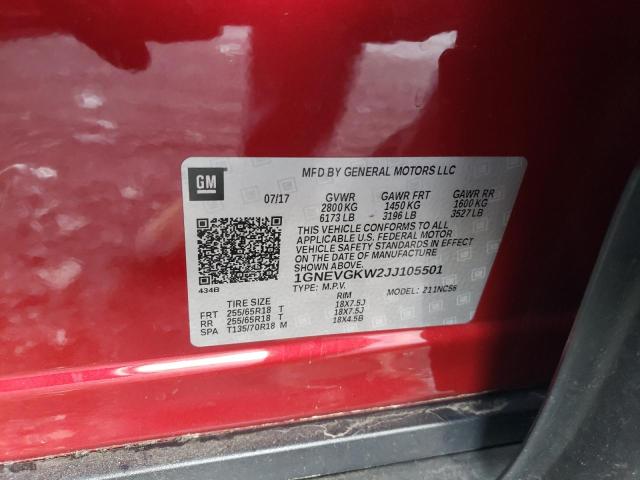 MFD BY GENERAL MOTORS LLC
GM
07/17 GVWR GAWR FRT GAWR RR
2800 KG 1450 KG 1600 KG
6173 LB 3196 LB 3527 LB
THIS VEHICLE CONFORMS TO ALL
APPLICABLE U.S. FEDERAL MOTOR
VEHICLE SAFETY STANDARDS IN EFFECT
ON THE DATE OF MANUFACTURE
SHOWN ABOVE.
1GNEVGKW2JJ105501
434B
TYPE: M.P.V. MODEL: 211NC56
TIRE SIZE RIM
FRT 255/65R18 T 18X7.5J
RR 255/65R18 T 18X7.5J
SPA T135/70R18 M 18X4.5B